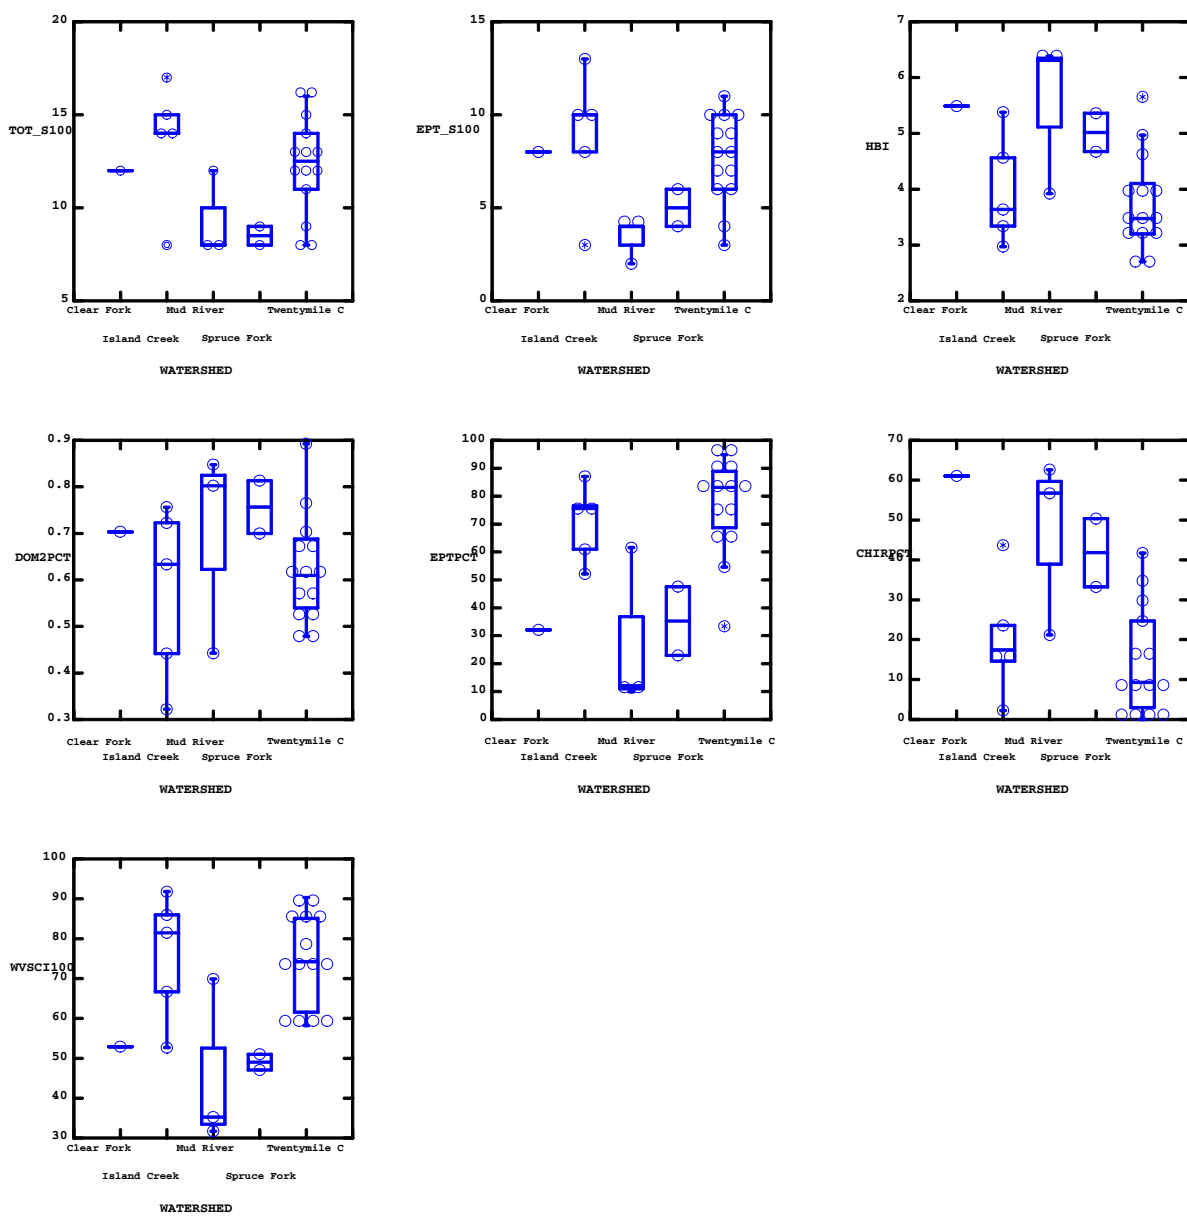 20
15
TOT_S100
10
5
Clear Fork Mud River Twentymile C
Island Creek Spruce Fork
WATERSHED
15
10
EPT_S100
5
0
Clear Fork Mud River Twentymile C
Island Creek Spruce Fork
WATERSHED
7
6
5
HBI
4
3
2
Clear Fork Mud River Twentymile C
Island Creek Spruce Fork
WATERSHED
0.9
0.8
0.7
DOM2PCT
0.6
0.5
0.4
0.3
Clear Fork Mud River Twentymile C
Island Creek Spruce Fork
WATERSHED
100
90
80
70
60
EPTPCT
50
40
30
20
10
0
Clear Fork Mud River Twentymile C
Island Creek Spruce Fork
WATERSHED
70
60
50
CHIRPCT
40
30
20
10
0
Clear Fork Mud River Twentymile C
Island Creek Spruce Fork
WATERSHED
100
90
80
WVSCI100
70
60
50
40
30
Clear Fork Mud River Twentymile C
Island Creek Spruce Fork
WATERSHED